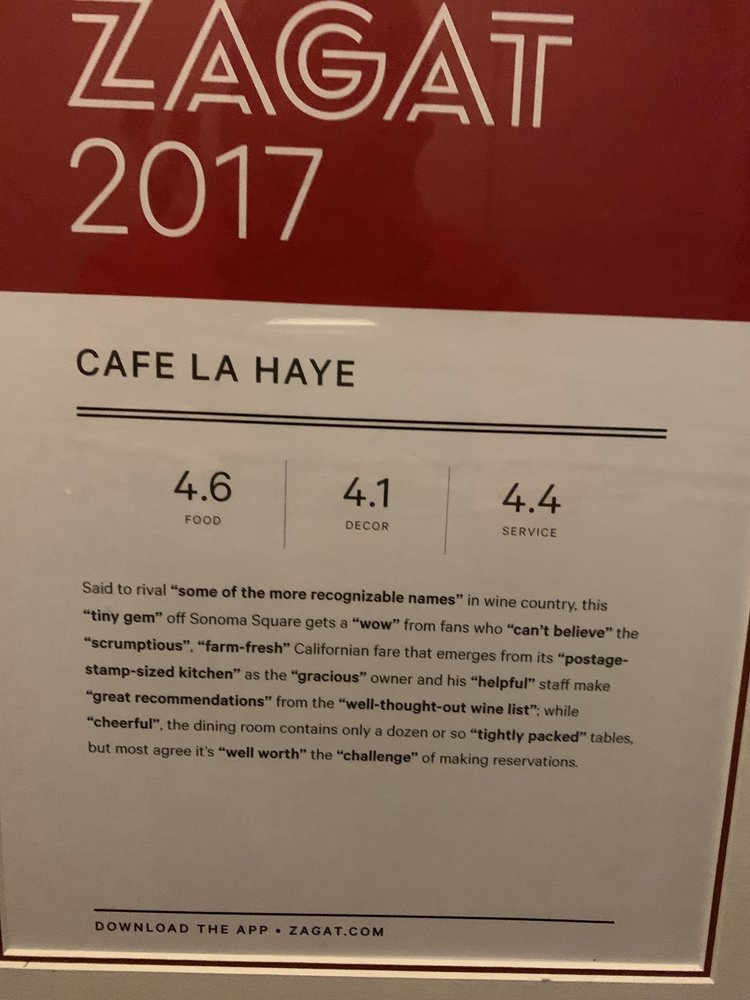 ZAGAT
2017
CAFE LA HAYE
4.6 4.1 4.4
FOOD DECOR SERVICE
Said to rival “some of the more recognizable names” in wine country, this
“tiny gem” off Sonoma Square gets a “wow” from fans who “can’t believe” the
“scrumptious”, “farm-fresh” Californian fare that emerges from its “postage-
stamp-sized kitchen” as the “gracious” owner and his “helpful” staff make
“great recommendations” from the “well-thought-out wine list”; while
“cheerful”, the dining room contains only a dozen or so “tightly packed” tables,
but most agree it’s “well worth” the “challenge” of making reservations.
DOWNLOAD THE APP • ZAGAT.COM